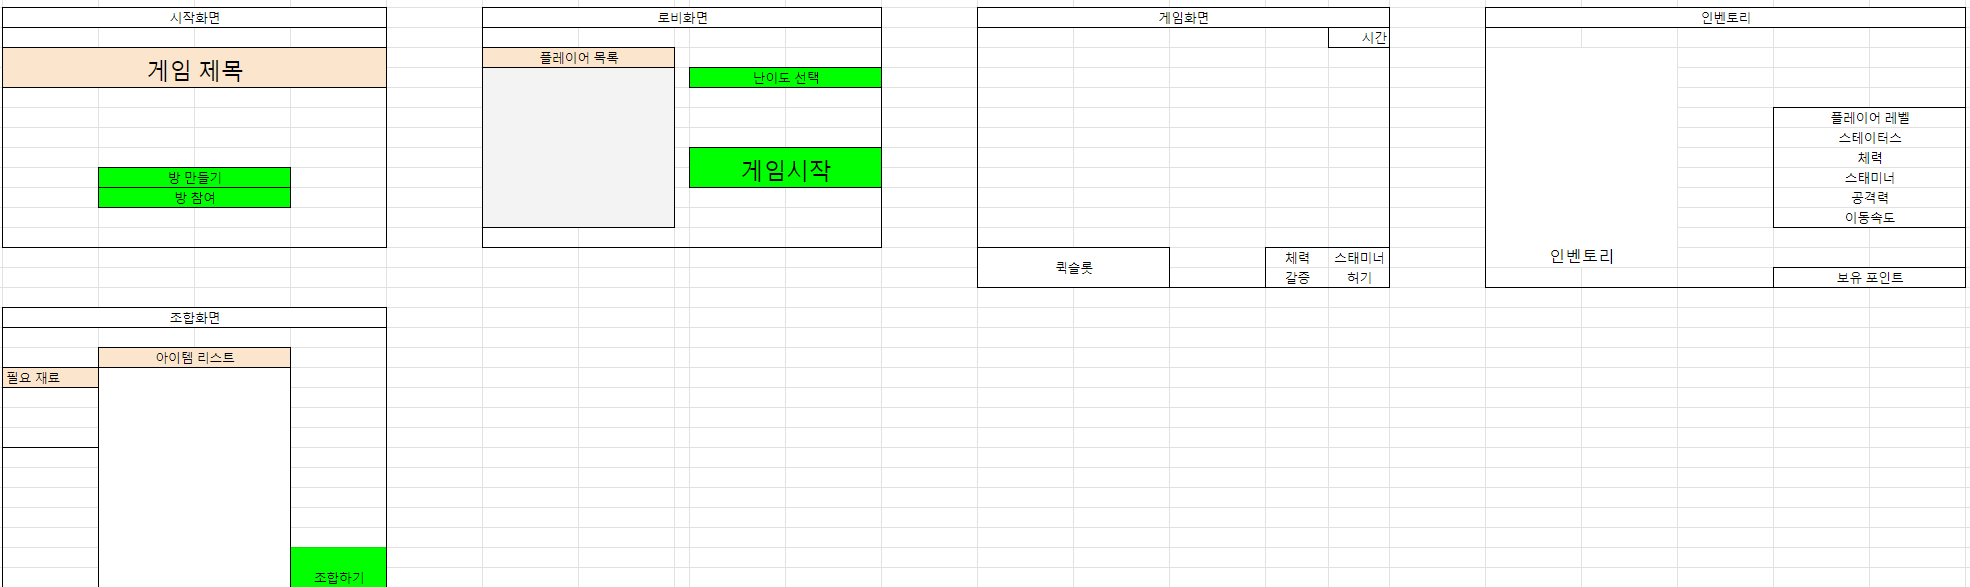 시작화면
게임 제목
방 만들기
방 참여
로비화면
플레이어 목록
난이도 선택
게임시작
게임화면
시간
퀵슬롯
체력 스태미너
갈증 허기
인벤토리
플레이어 레벨
스테이터스
체력
스태미너
공격력
이동속도
인벤토리
보유 포인트
조합화면
아이템 리스트
필요 재료
조합하기